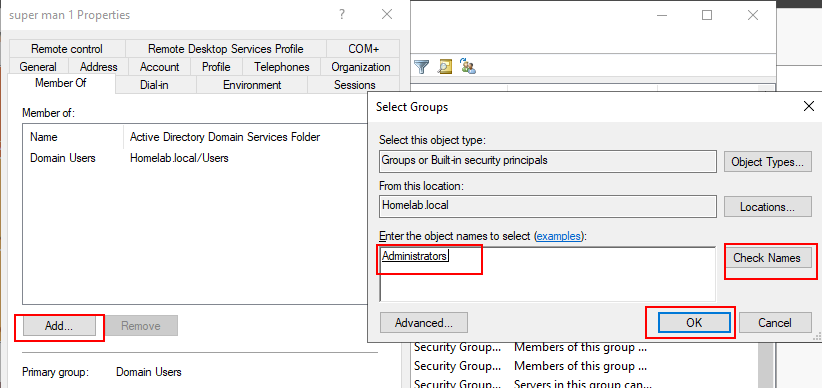 super man 1 Properties
Remote control Remote Desktop Services Profile COM+
General Address Account Profile Telephones Organization
Member Of Dial-in Environment Sessions
Member of:
Name Active Directory Domain Services Folder
Domain Users Homelab.local/Users
Add... Remove
Primary group: Domain Users
Select Groups
Select this object type:
Groups or Built-in security principals Object Types...
From this location:
Homelab.local Locations...
Enter the object names to select (examples):
Administrators Check Names
Advanced... OK Cancel
Security Group... Members of this group ...
Security Group... Members of this group ...
Security Group... Servers in this group can...